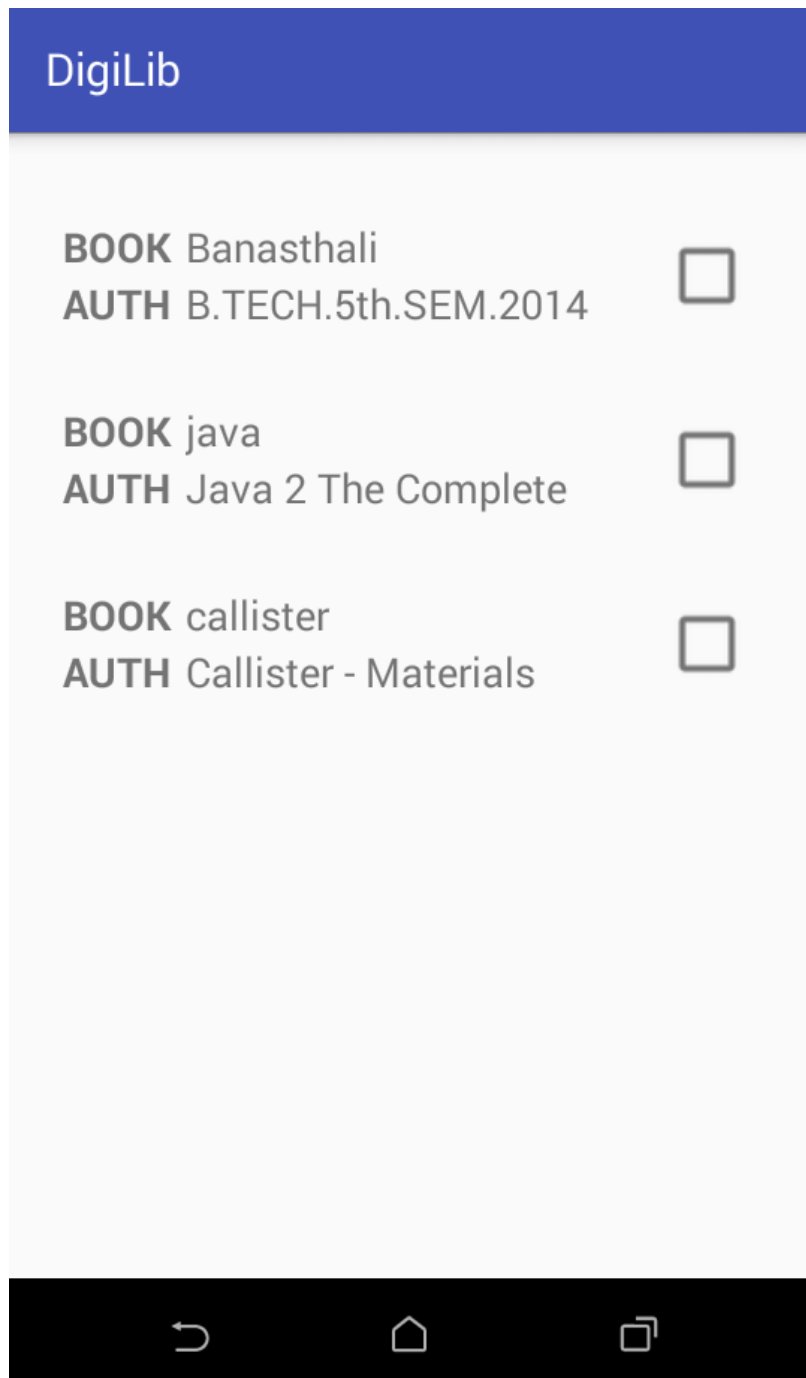 DigiLib
BOOK Banasthali
AUTH B.TECH.5th.SEM.2014
BOOK java
AUTH Java 2 The Complete
BOOK callister
AUTH Callister - Materials